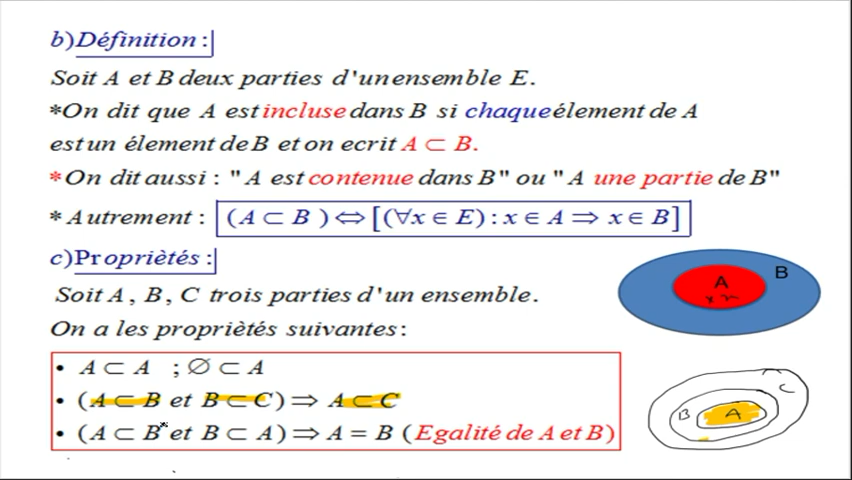 b)Définition :
Soit A et B deux parties d'un ensemble E.
*On dit que A est incluse dans B si chaque élement de A
est un élement de B et on ecrit A ⊂ B.
*On dit aussi : "A est contenue dans B" ou "A une partie de B"
* Autrement : (A ⊂ B) ⇔ [(∀x ∈ E) : x ∈ A ⇒ x ∈ B]
c)Propriètés :
Soit A, B, C trois parties d'un ensemble.
On a les propriètés suivantes :
• A ⊂ A ; ∅ ⊂ A
• (A ⊂ B et B ⊂ C) ⇒ A ⊂ C
• (A ⊂ B et B ⊂ A) ⇒ A = B (Egalité de A et B)
A
B
A
B
C